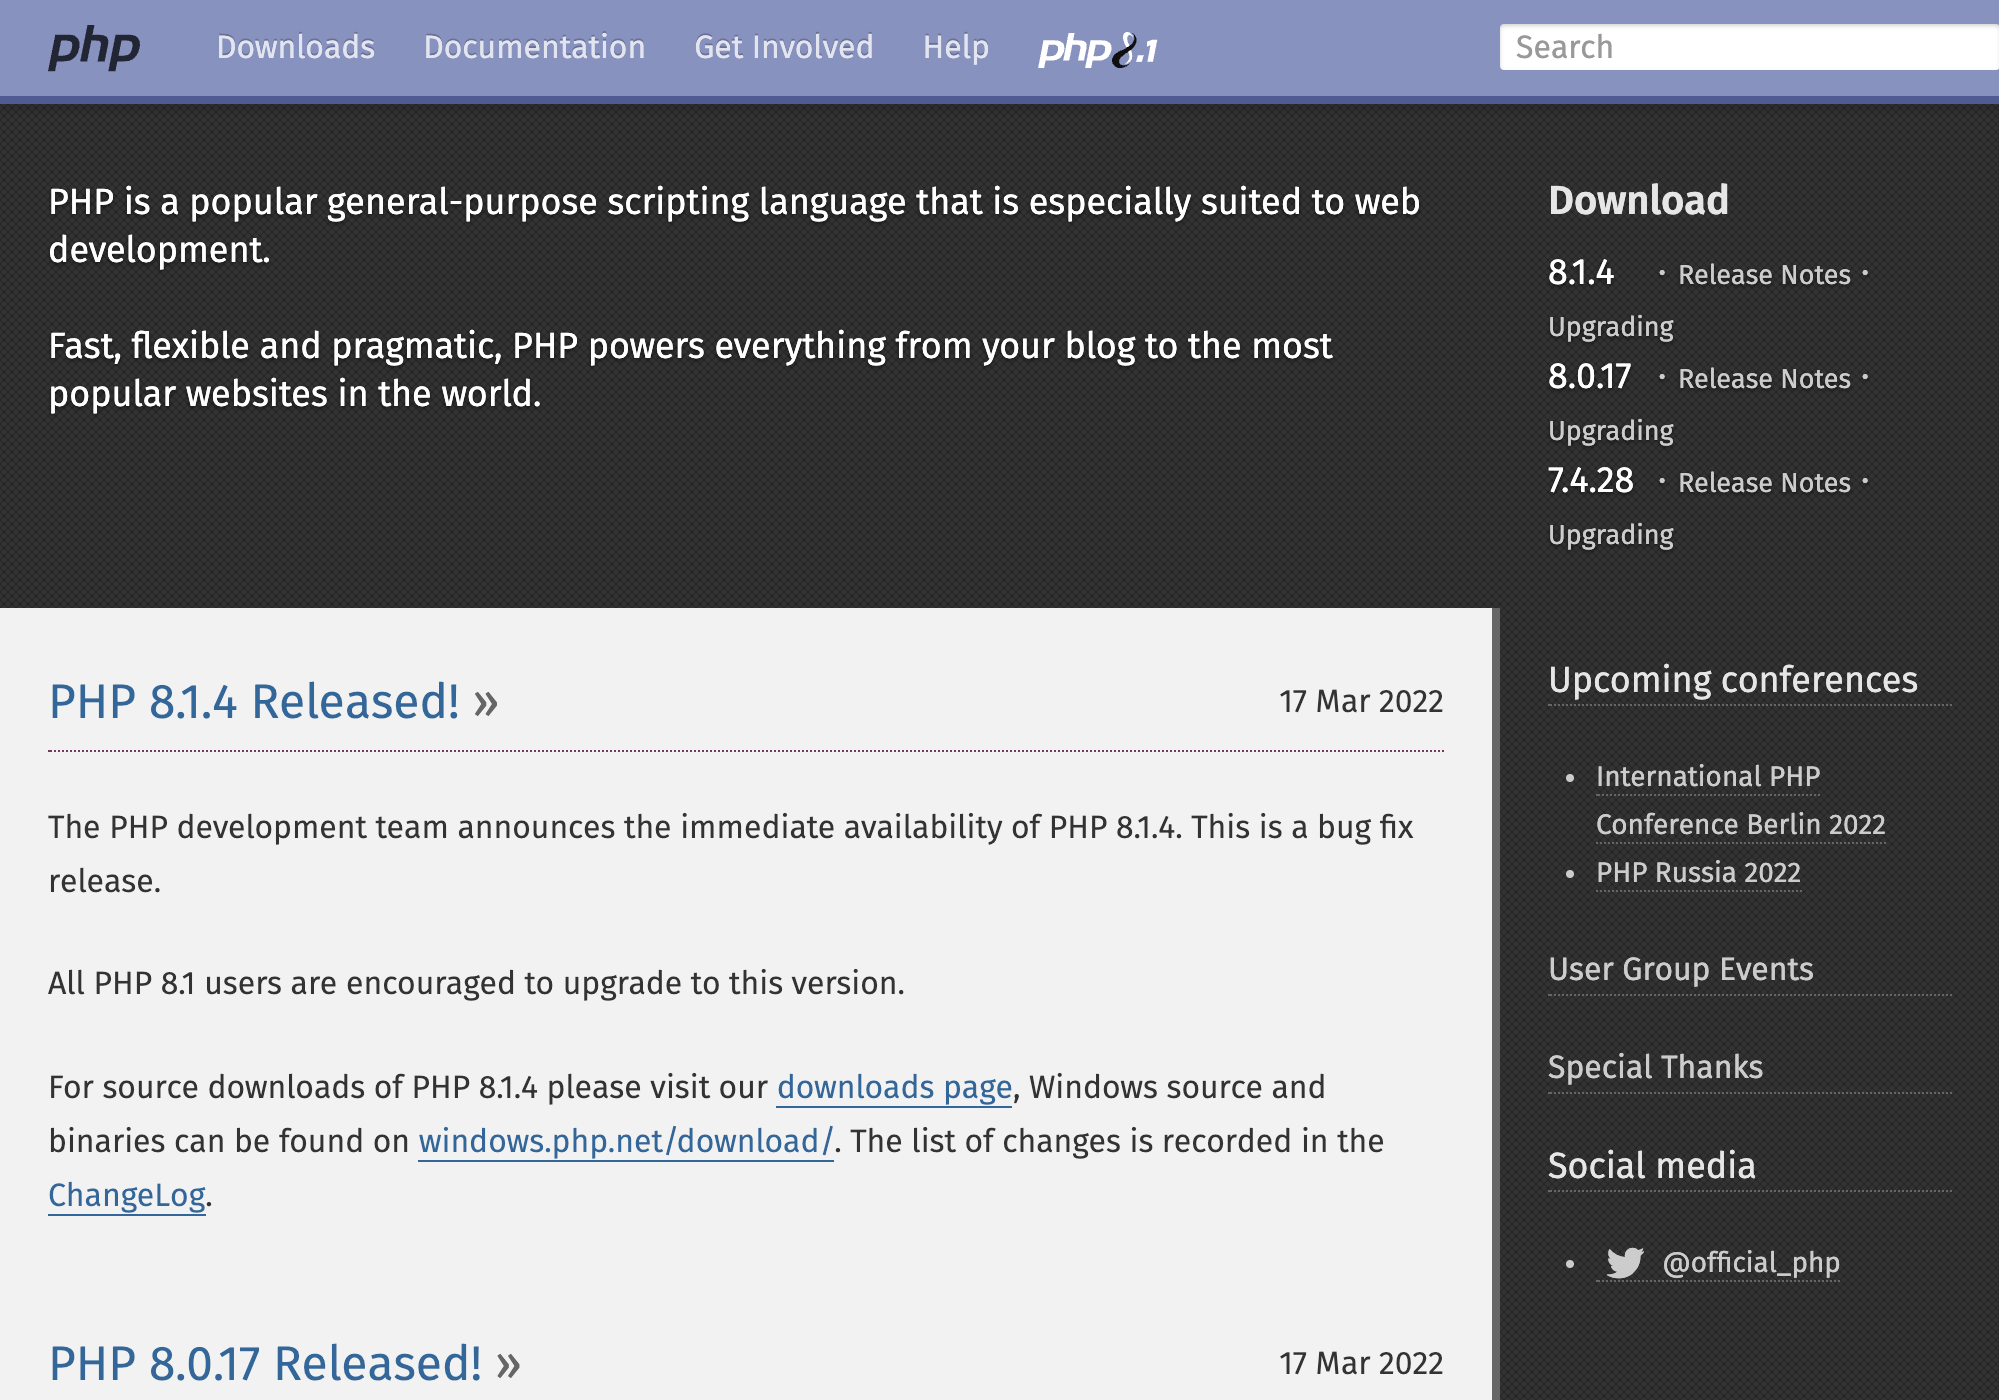 php Downloads Documentation Get Involved Help php8.1 Search
PHP is a popular general-purpose scripting language that is especially suited to web
development.
Fast, flexible and pragmatic, PHP powers everything from your blog to the most
popular websites in the world.
Download
8.1.4 · Release Notes ·
Upgrading
8.0.17 · Release Notes ·
Upgrading
7.4.28 · Release Notes ·
Upgrading
PHP 8.1.4 Released! »
17 Mar 2022
The PHP development team announces the immediate availability of PHP 8.1.4. This is a bug fix
release.
All PHP 8.1 users are encouraged to upgrade to this version.
For source downloads of PHP 8.1.4 please visit our downloads page, Windows source and
binaries can be found on windows.php.net/download/. The list of changes is recorded in the
ChangeLog.
PHP 8.0.17 Released! »
17 Mar 2022
Upcoming conferences
• International PHP
Conference Berlin 2022
• PHP Russia 2022
User Group Events
Special Thanks
Social media
• @official_php